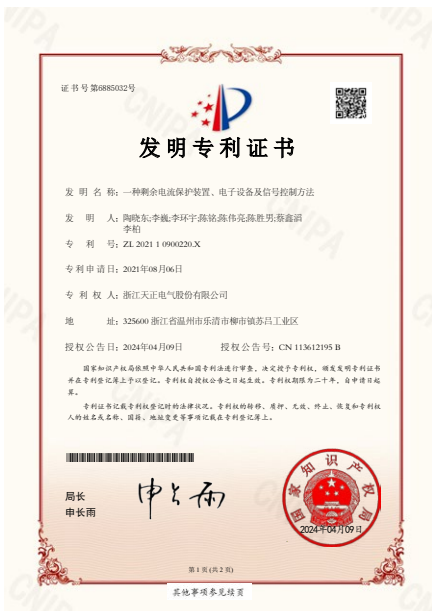 证书号第6885032号
发明专利证书
发明名称：一种剩余电流保护装置、电子设备及信号控制方法
发明人：陶晓东;李巍;李环宇;陈铭;陈伟亮;陈胜男;蔡鑫滔
李柏
专利号：ZL 2021 1 0900220.X
专利申请日：2021年08月06日
专利权人：浙江天正电气股份有限公司
地址：325600 浙江省温州市乐清市柳市镇苏吕工业区
授权公告日：2024年04月09日 授权公告号：CN 113612195 B
国家知识产权局依照中华人民共和国专利法进行审查，决定授予专利权，颁发发明专利证书
并在专利登记簿上予以登记。专利权自授权公告之日起生效。专利权期限为二十年，自申请日起
算。
专利证书记载专利权登记时的法律状况。专利权的转移、质押、无效、终止、恢复和专利权
人的姓名或名称、国籍、地址变更等事项记载在专利登记簿上。
局长
申长雨
申长雨
国家知识产权局
2024年04月09日
第 1 页 (共 2 页)
其他事项参见续页
CNIPA
CNIPA
CNIPA
CNIPA
CNIPA
CNIPA
CNIPA